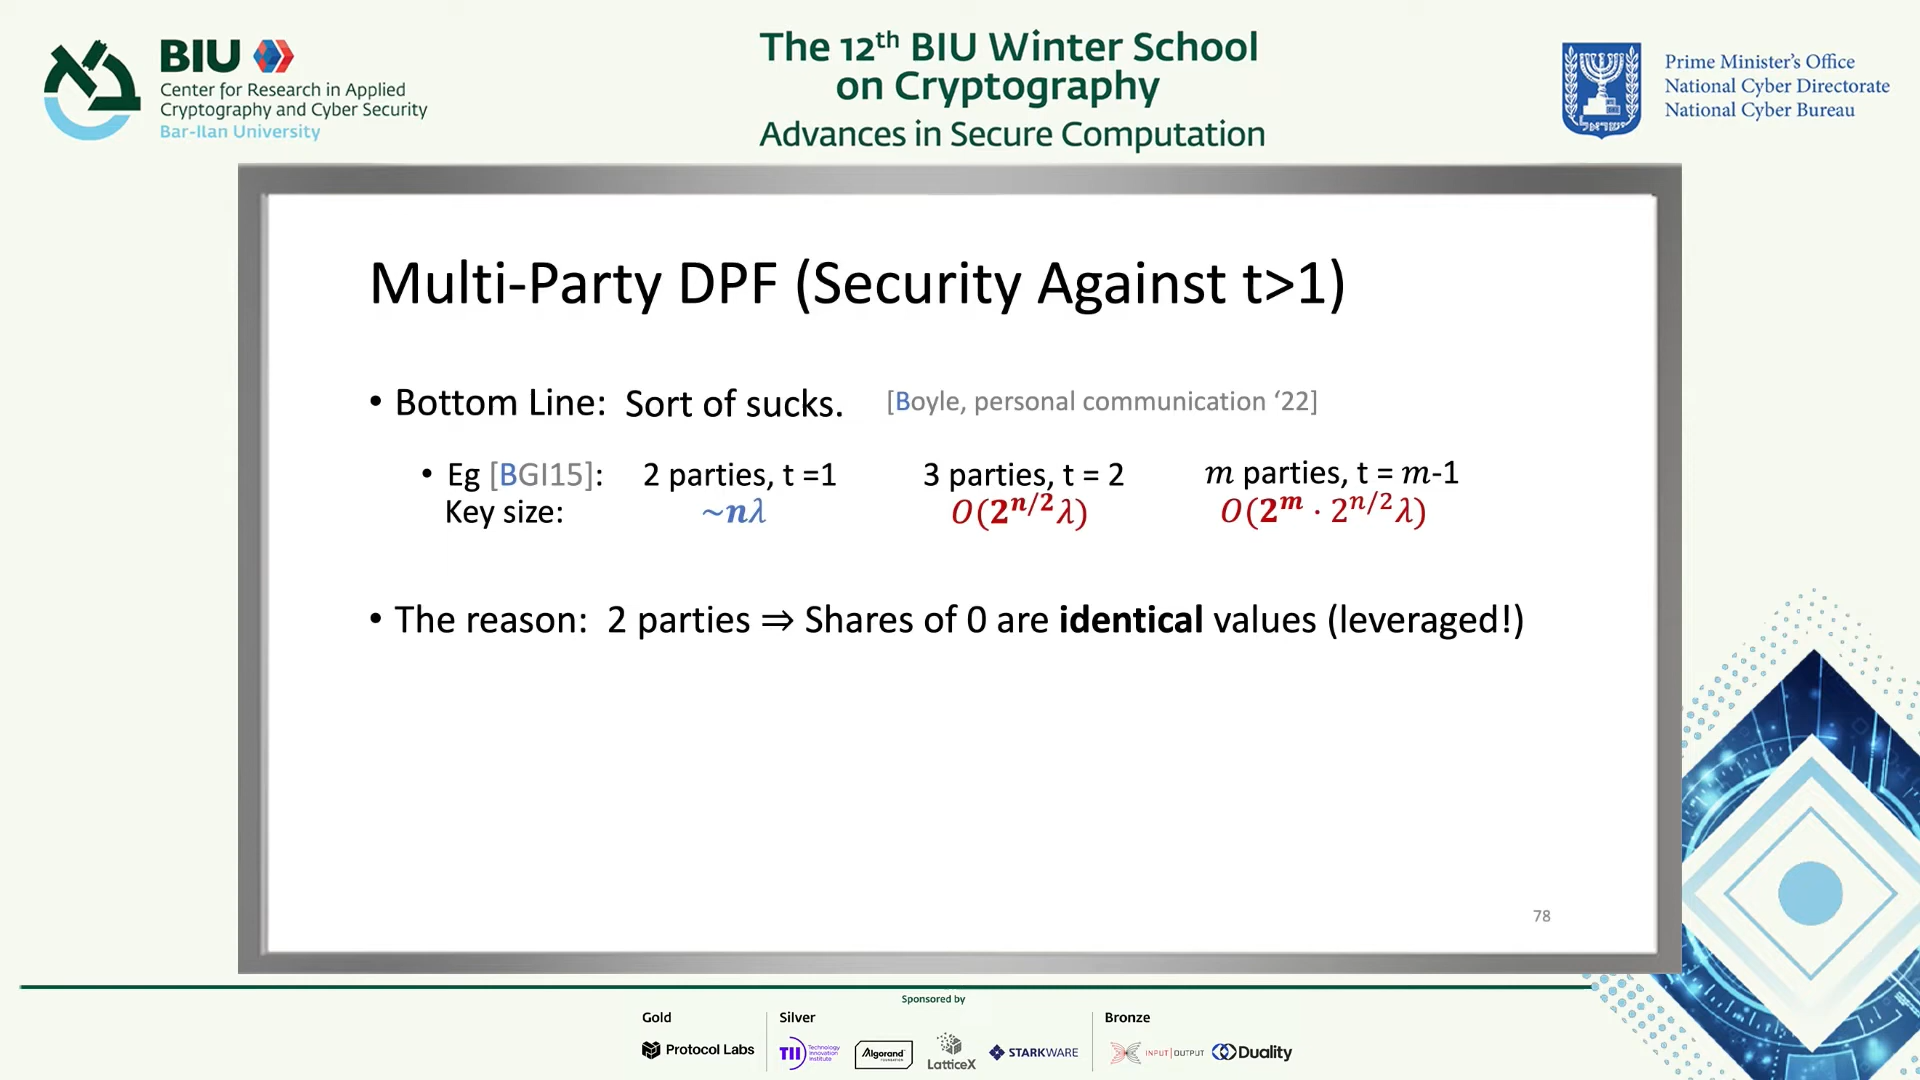 BIU
Center for Research in Applied
Cryptography and Cyber Security
Bar-Ilan University
The 12th BIU Winter School
on Cryptography
Advances in Secure Computation
Prime Minister's Office
National Cyber Directorate
National Cyber Bureau
ישראל
Multi-Party DPF (Security Against t>1)
• Bottom Line: Sort of sucks. [Boyle, personal communication ‘22]
• Eg [BGI15]: 2 parties, t =1 3 parties, t = 2 m parties, t = m-1
Key size: ~nλ O(2^{n/2}λ) O(2^m · 2^{n/2}λ)
• The reason: 2 parties ⇒ Shares of 0 are identical values (leveraged!)
78
Sponsored by
Gold Silver Bronze
Protocol Labs TII Technology Innovation Institute Algorand FOUNDATION LatticeX STARKWARE INPUT|OUTPUT Duality